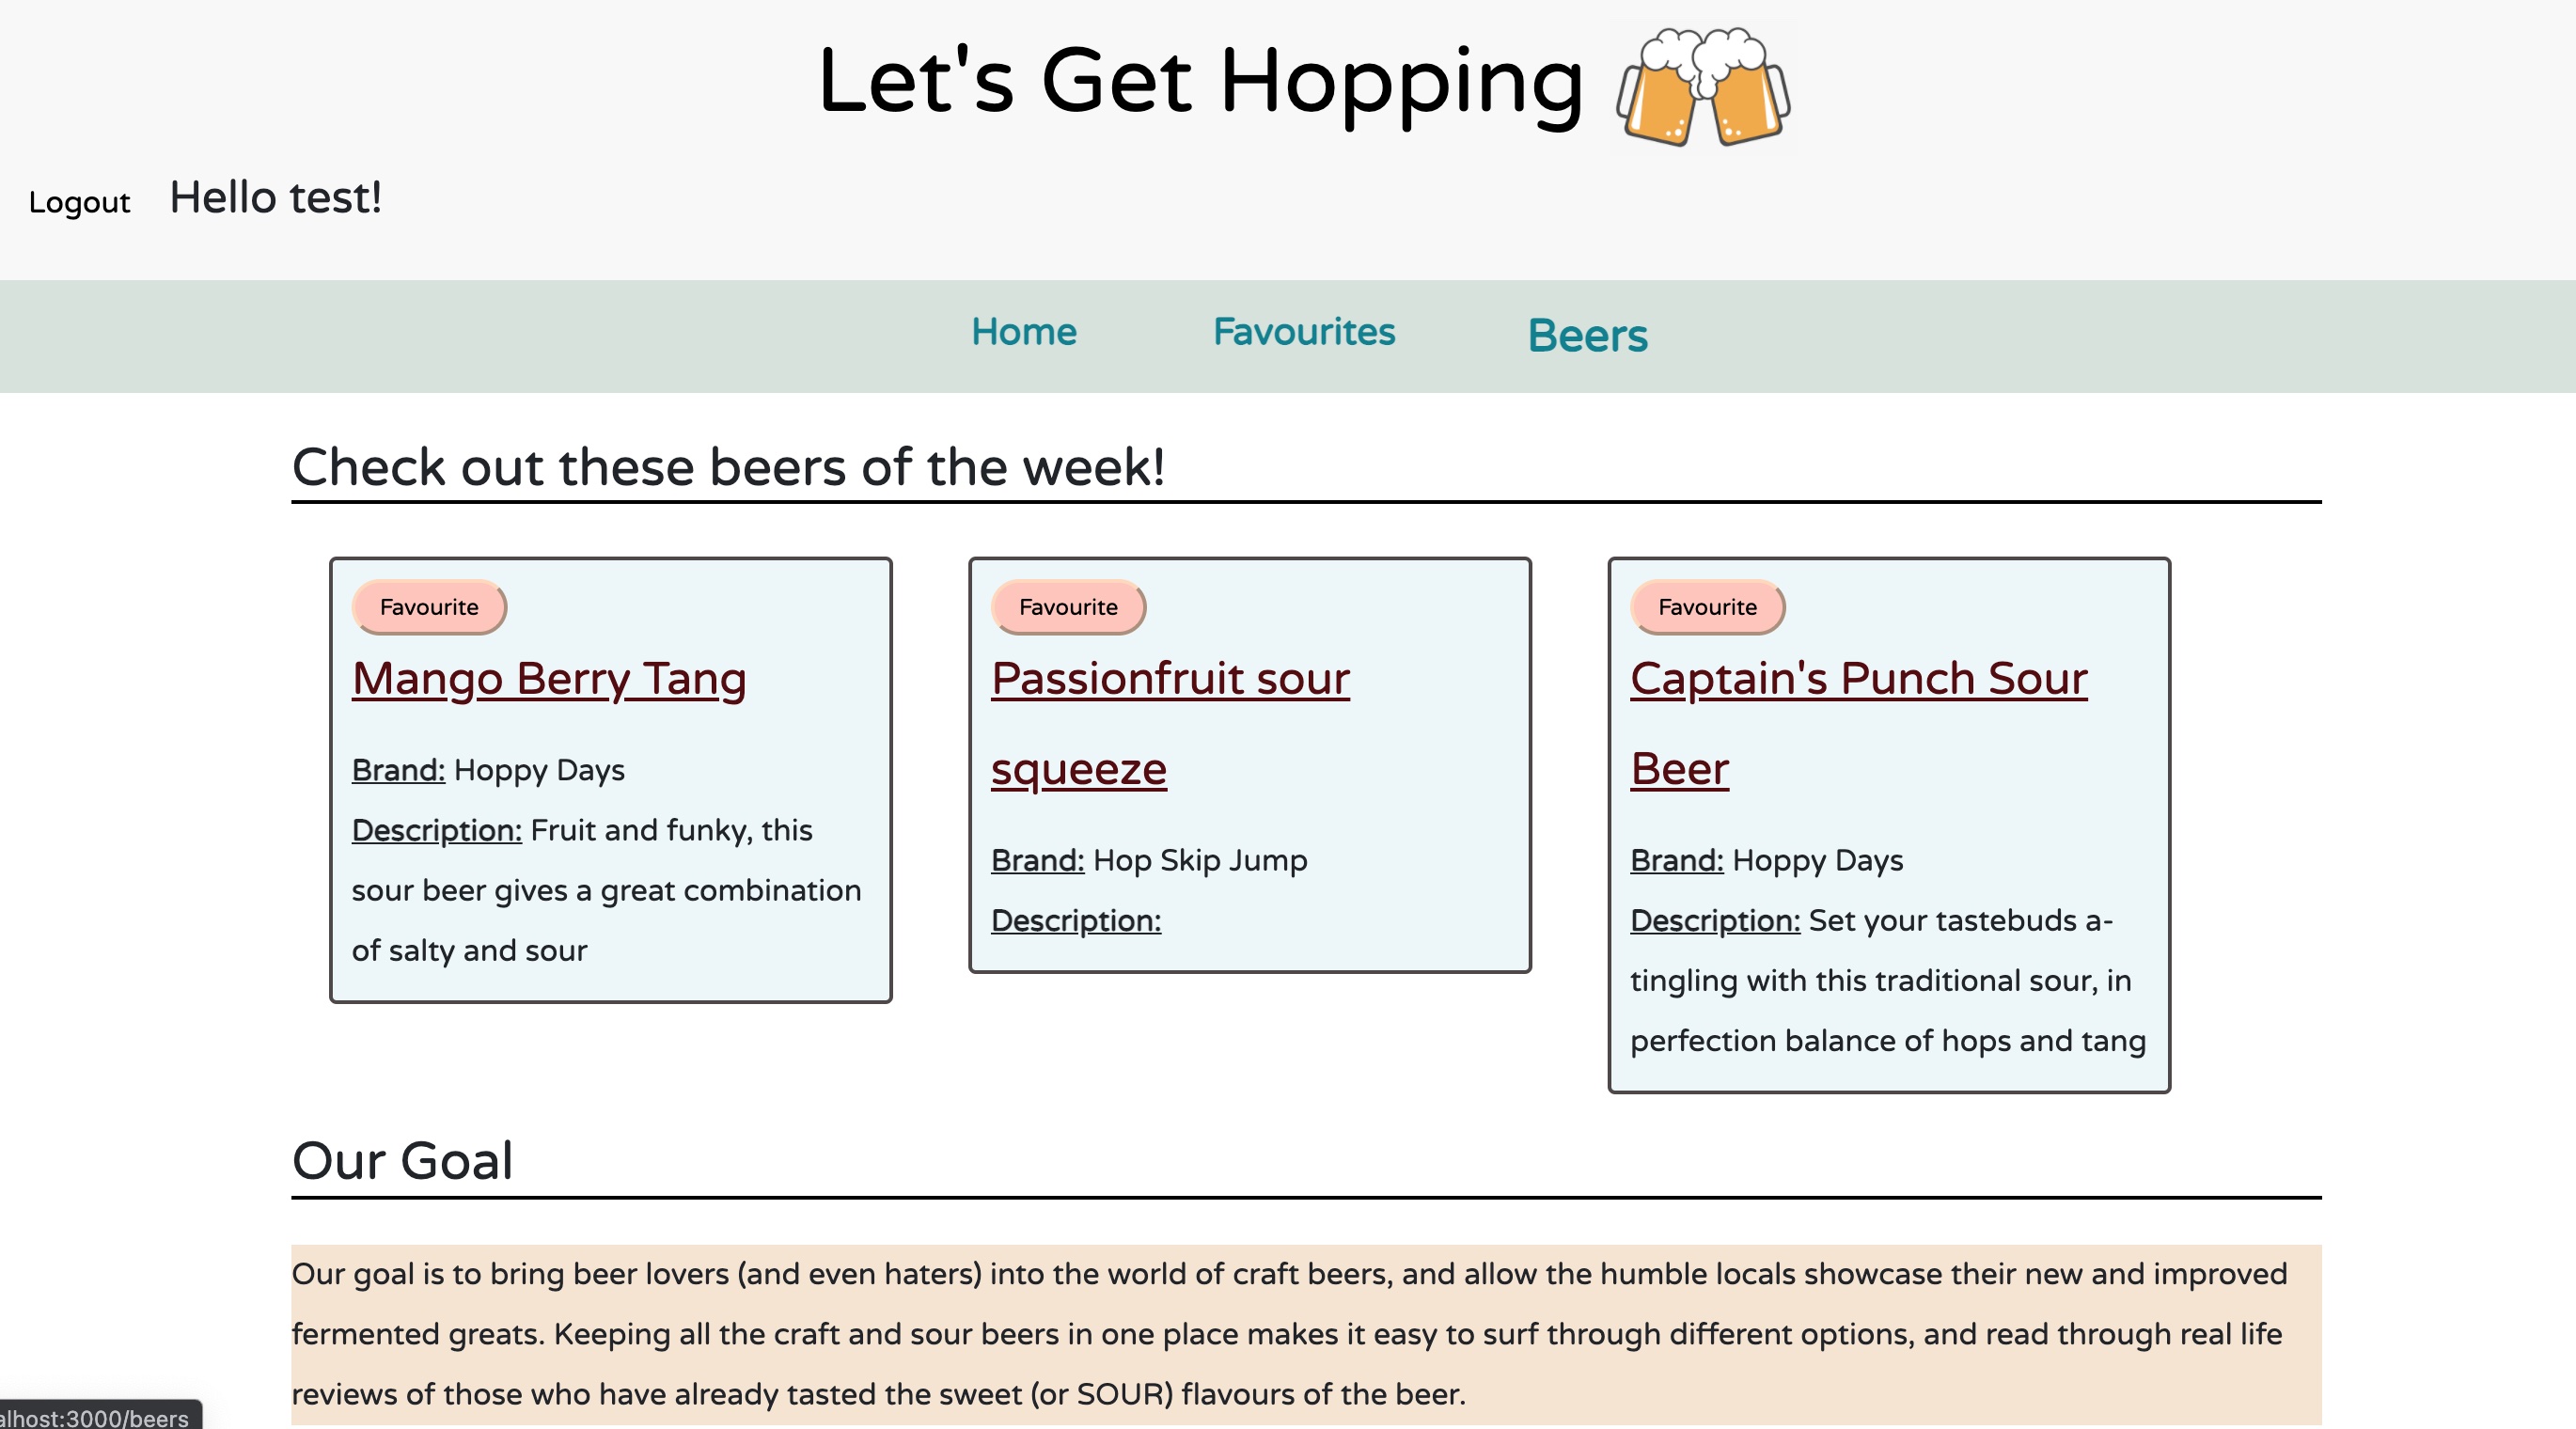 Let's Get Hopping
Logout Hello test!
Home Favourites Beers
Check out these beers of the week!
Favourite
Mango Berry Tang
Brand: Hoppy Days
Description: Fruit and funky, this
sour beer gives a great combination
of salty and sour
Favourite
Passionfruit sour
squeeze
Brand: Hop Skip Jump
Description:
Favourite
Captain's Punch Sour
Beer
Brand: Hoppy Days
Description: Set your tastebuds a-
tingling with this traditional sour, in
perfection balance of hops and tang
Our Goal
Our goal is to bring beer lovers (and even haters) into the world of craft beers, and allow the humble locals showcase their new and improved
fermented greats. Keeping all the craft and sour beers in one place makes it easy to surf through different options, and read through real life
reviews of those who have already tasted the sweet (or SOUR) flavours of the beer.
alhost:3000/beers